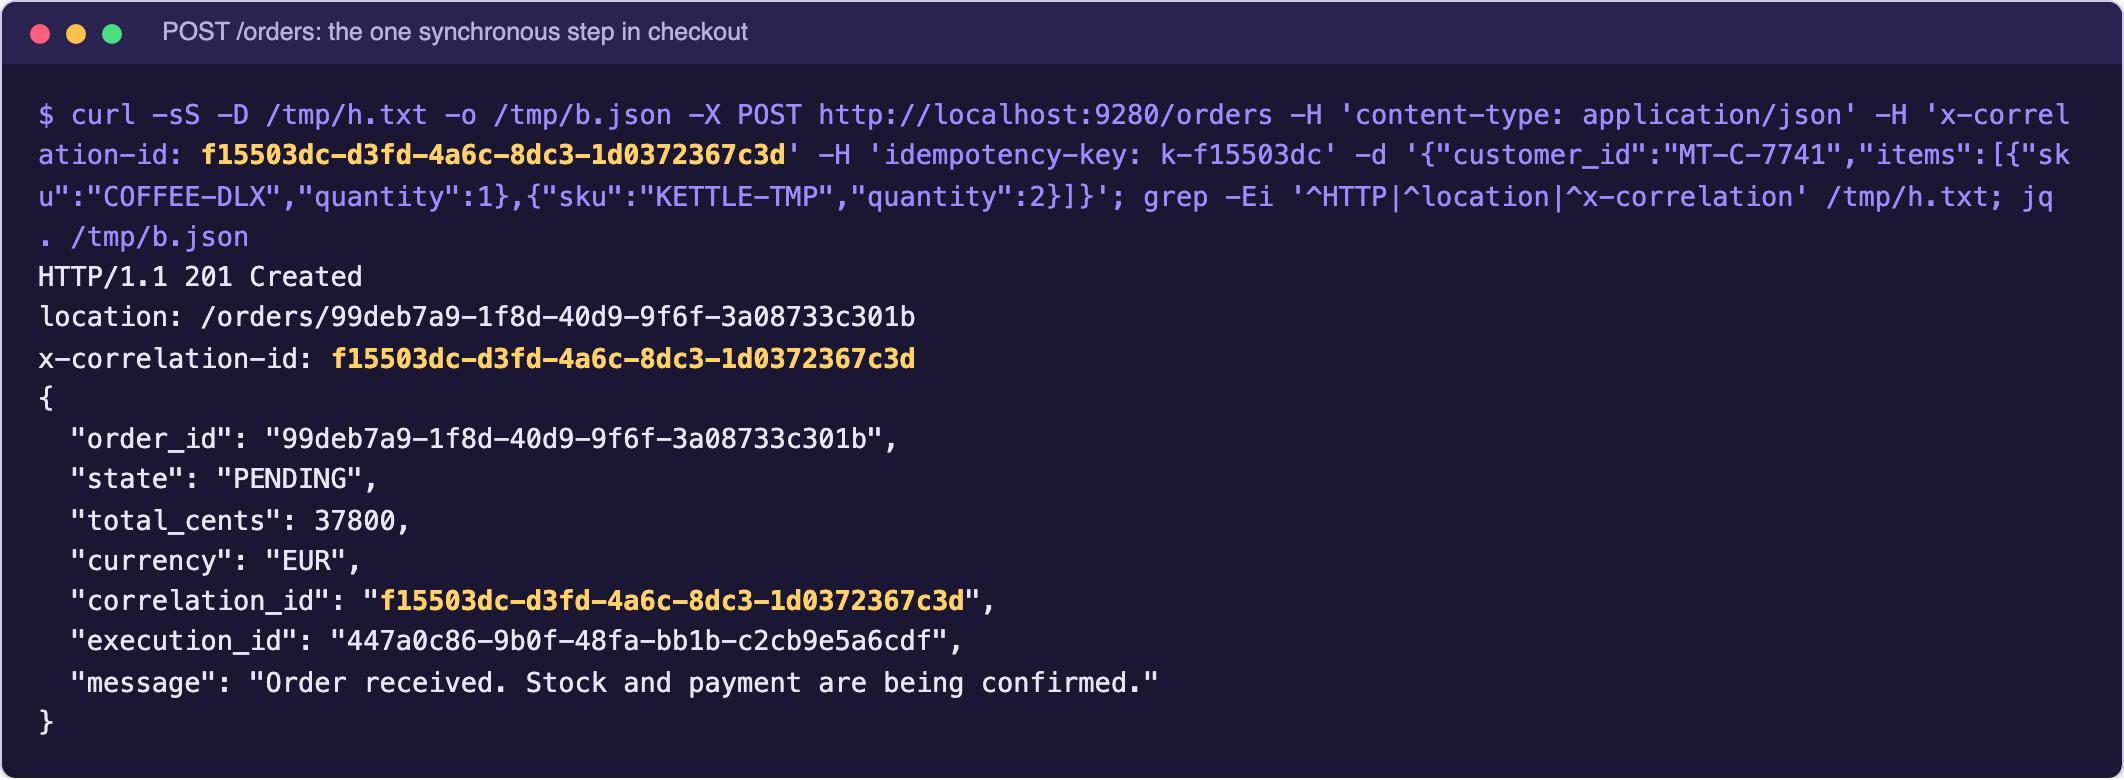 POST /orders: the one synchronous step in checkout
$ curl -sS -D /tmp/h.txt -o /tmp/b.json -X POST http://localhost:9280/orders -H 'content-type: application/json' -H 'x-correl
ation-id: f15503dc-d3fd-4a6c-8dc3-1d0372367c3d' -H 'idempotency-key: k-f15503dc' -d '{"customer_id":"MT-C-7741","items":[{"sk
u":"COFFEE-DLX","quantity":1},{"sku":"KETTLE-TMP","quantity":2}]}'; grep -Ei '^HTTP|^location|^x-correlation' /tmp/h.txt; jq
. /tmp/b.json
HTTP/1.1 201 Created
location: /orders/99deb7a9-1f8d-40d9-9f6f-3a08733c301b
x-correlation-id: f15503dc-d3fd-4a6c-8dc3-1d0372367c3d
{
  "order_id": "99deb7a9-1f8d-40d9-9f6f-3a08733c301b",
  "state": "PENDING",
  "total_cents": 37800,
  "currency": "EUR",
  "correlation_id": "f15503dc-d3fd-4a6c-8dc3-1d0372367c3d",
  "execution_id": "447a0c86-9b0f-48fa-bb1b-c2cb9e5a6cdf",
  "message": "Order received. Stock and payment are being confirmed."
}